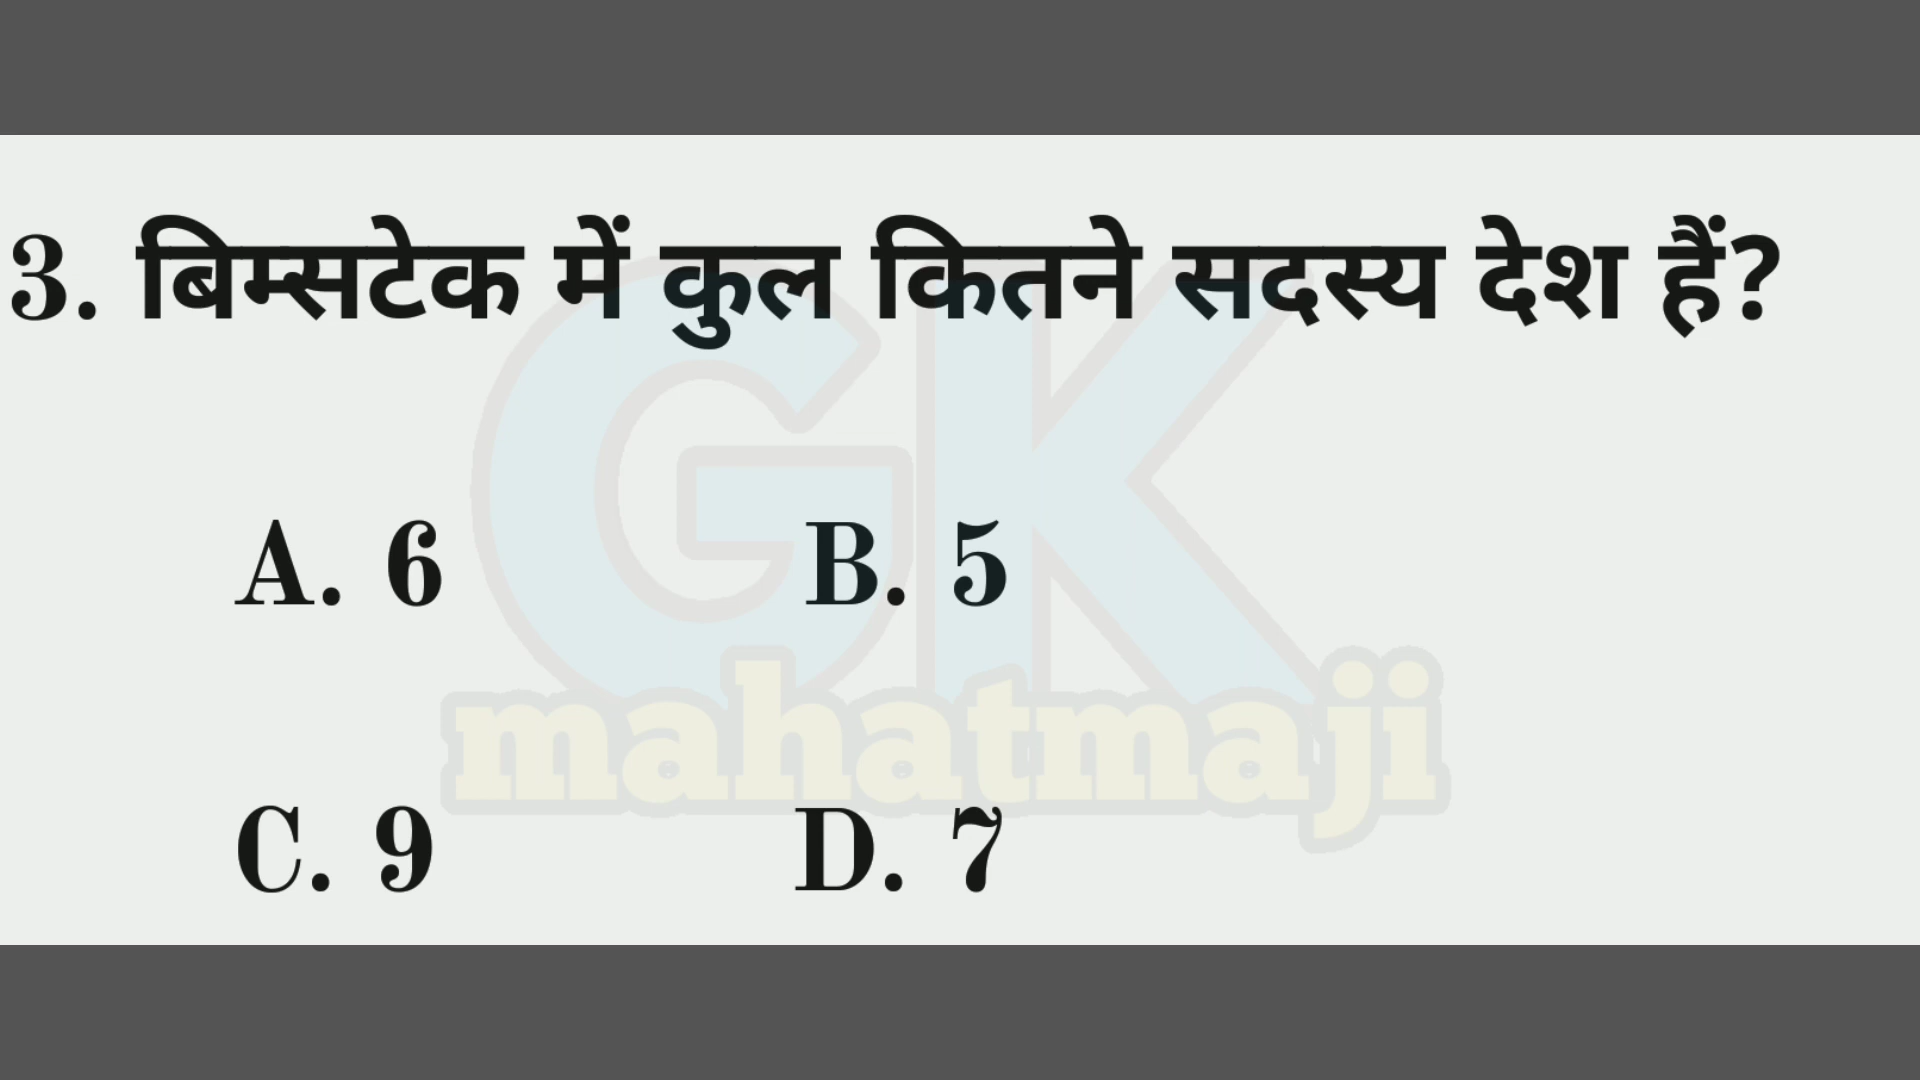 3. बिम्सटेक में कुल कितने सदस्य देश हैं?
GK
A. 6 B. 5
mahatmaji
C. 9 D. 7